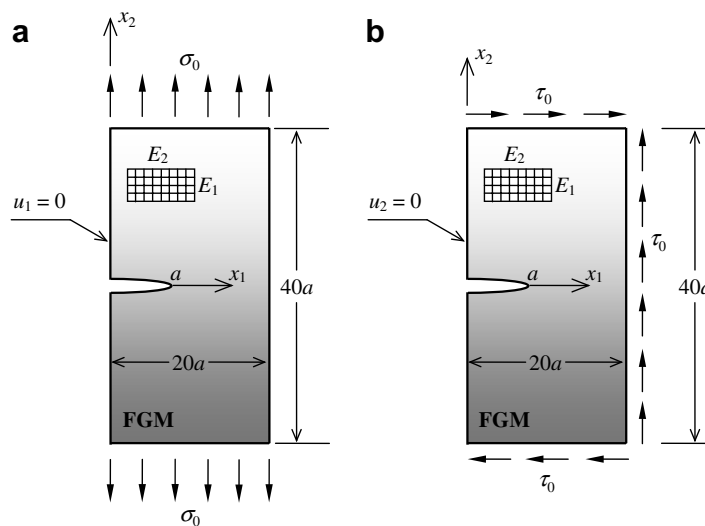 a
x₂
σ₀
E₂
E₁
u₁ = 0
a
x₁
40a
20a
FGM
σ₀
b
x₂
τ₀
E₂
E₁
u₂ = 0
τ₀
a
x₁
40a
20a
FGM
τ₀